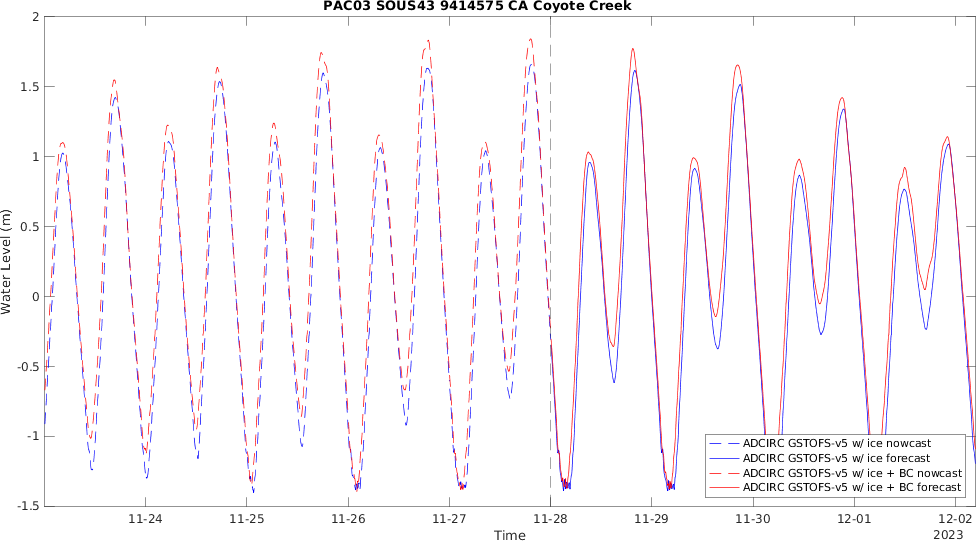 PAC03 SOUS43 9414575 CA Coyote Creek
2
1.5
1
0.5
0
-0.5
-1
-1.5
Water Level (m)
11-24
11-25
11-26
11-27
11-28
11-29
11-30
12-01
12-02
2023
Time
ADCIRC GSTOFS-v5 w/ ice nowcast
ADCIRC GSTOFS-v5 w/ ice forecast
ADCIRC GSTOFS-v5 w/ ice + BC nowcast
ADCIRC GSTOFS-v5 w/ ice + BC forecast